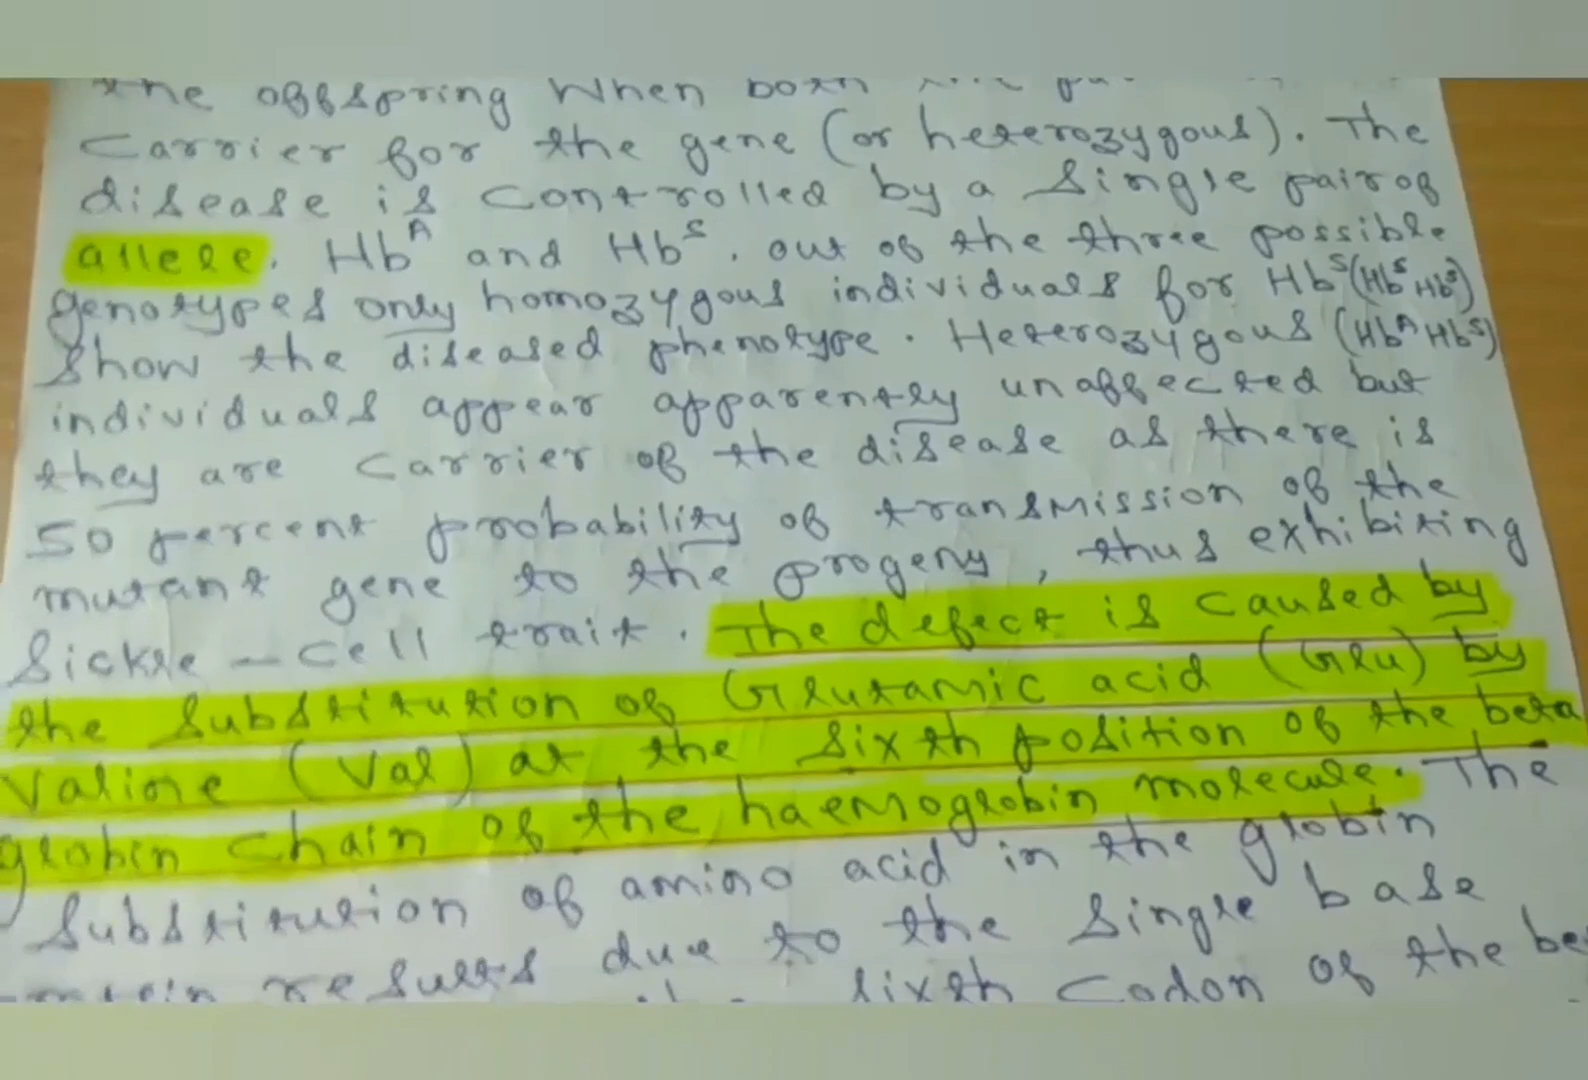 the offspring when both
carrier for the gene (or heterozygous). The
disease is controlled by a single pair of
allele. Hb^A and Hb^S. out of the three possible
genotypes only homozygous individuals for Hb^S (Hb^S Hb^S)
show the diseased phenotype. Heterozygous (Hb^A Hb^S)
individuals appear apparently unaffected but
they are carrier of the disease as there is
50 percent probability of transmission of the
mutant gene to the progeny, thus exhibiting
Sickle-cell trait. The defect is caused by
the substitution of Glutamic acid (Glu) by
Valine (Val) at the sixth position of the beta
globin chain of the haemoglobin molecule. The
substitution of amino acid in the globin
results due to the single base
sixth codon of the